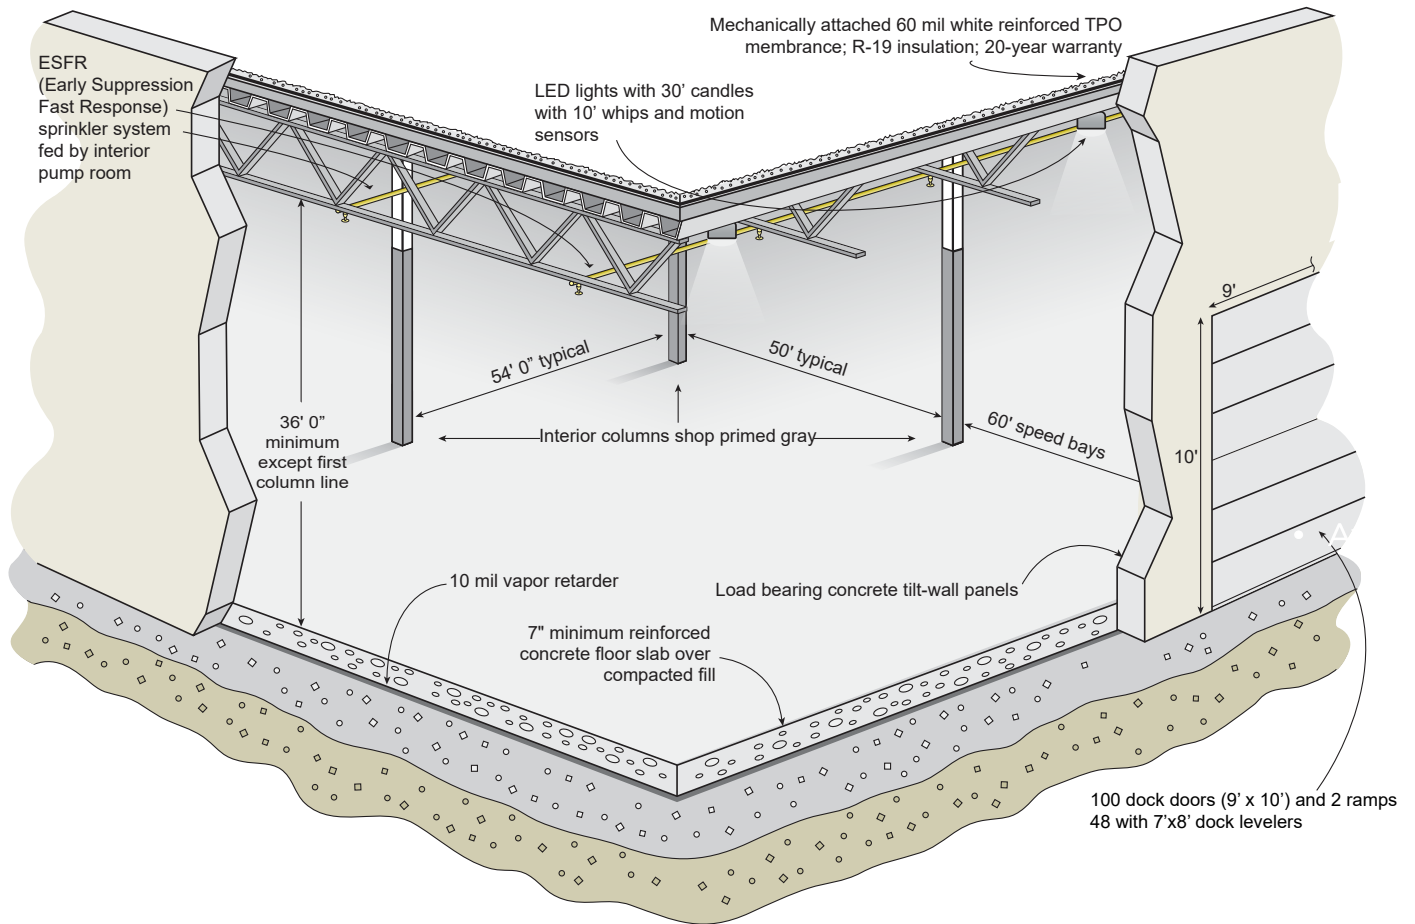 Mechanically attached 60 mil white reinforced TPO
membrance; R-19 insulation; 20-year warranty
ESFR
(Early Suppression
Fast Response)
sprinkler system
fed by interior
pump room
LED lights with 30’ candles
with 10’ whips and motion
sensors
9'
10'
54' 0” typical
50' typical
60' speed bays
36' 0”
minimum
except first
column line
Interior columns shop primed gray
A
10 mil vapor retarder
Load bearing concrete tilt-wall panels
7" minimum reinforced
concrete floor slab over
compacted fill
100 dock doors (9’ x 10’) and 2 ramps
48 with 7’x8’ dock levelers